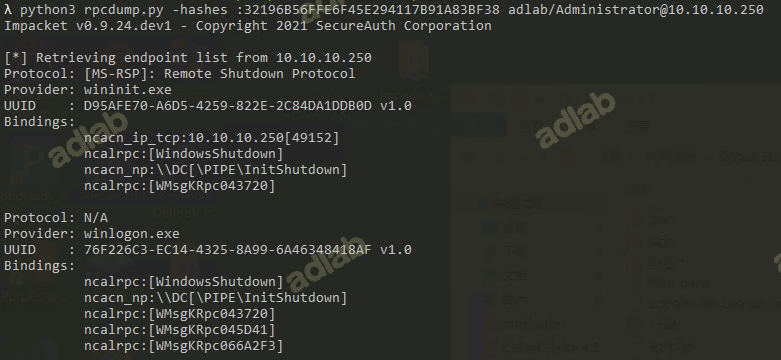 λ python3 rpcdump.py -hashes :32196B56FFE6F45E294117B91A83BF38 adlab/Administrator@10.10.10.250
Impacket v0.9.24.dev1 - Copyright 2021 SecureAuth Corporation
[*] Retrieving endpoint list from 10.10.10.250
Protocol: [MS-RSP]: Remote Shutdown Protocol
Provider: wininit.exe
UUID    : D95AFE70-A6D5-4259-822E-2C84DA1DDB0D v1.0
Bindings:
          ncacn_ip_tcp:10.10.10.250[49152]
          ncalrpc:[WindowsShutdown]
          ncacn_np:\\DC[\PIPE\InitShutdown]
          ncalrpc:[WMsgKRpc043720]
Protocol: N/A
Provider: winlogon.exe
UUID    : 76F226C3-EC14-4325-8A99-6A46348418AF v1.0
Bindings:
          ncalrpc:[WindowsShutdown]
          ncacn_np:\\DC[\PIPE\InitShutdown]
          ncalrpc:[WMsgKRpc043720]
          ncalrpc:[WMsgKRpc045D41]
          ncalrpc:[WMsgKRpc066A2F3]
adlab
adlab
adlab
adlab